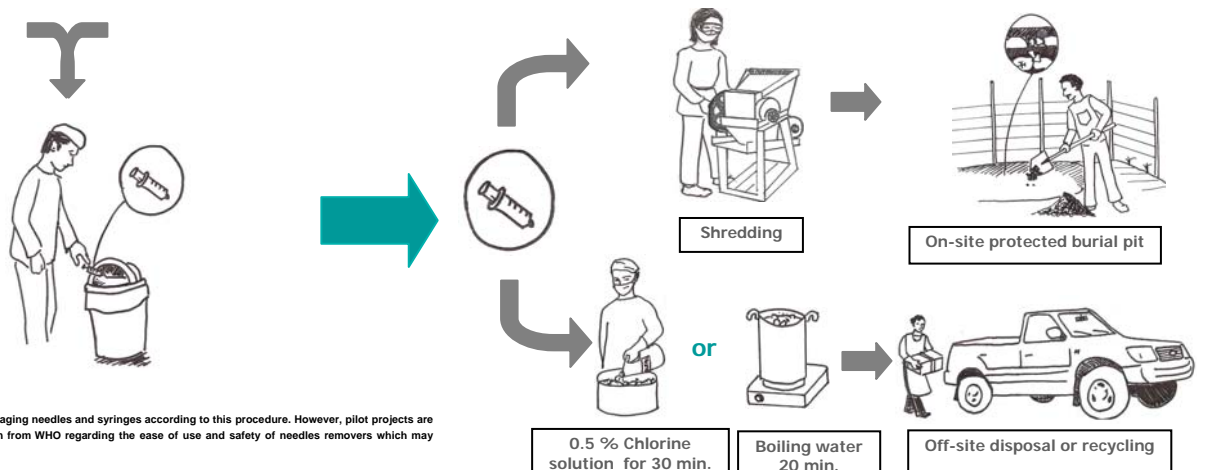 Shredding
On-site protected burial pit
or
0.5 % Chlorine
solution for 30 min.
Boiling water
20 min.
Off-site disposal or recycling
aging needles and syringes according to this procedure. However, pilot projects are
from WHO regarding the ease of use and safety of needles removers which may